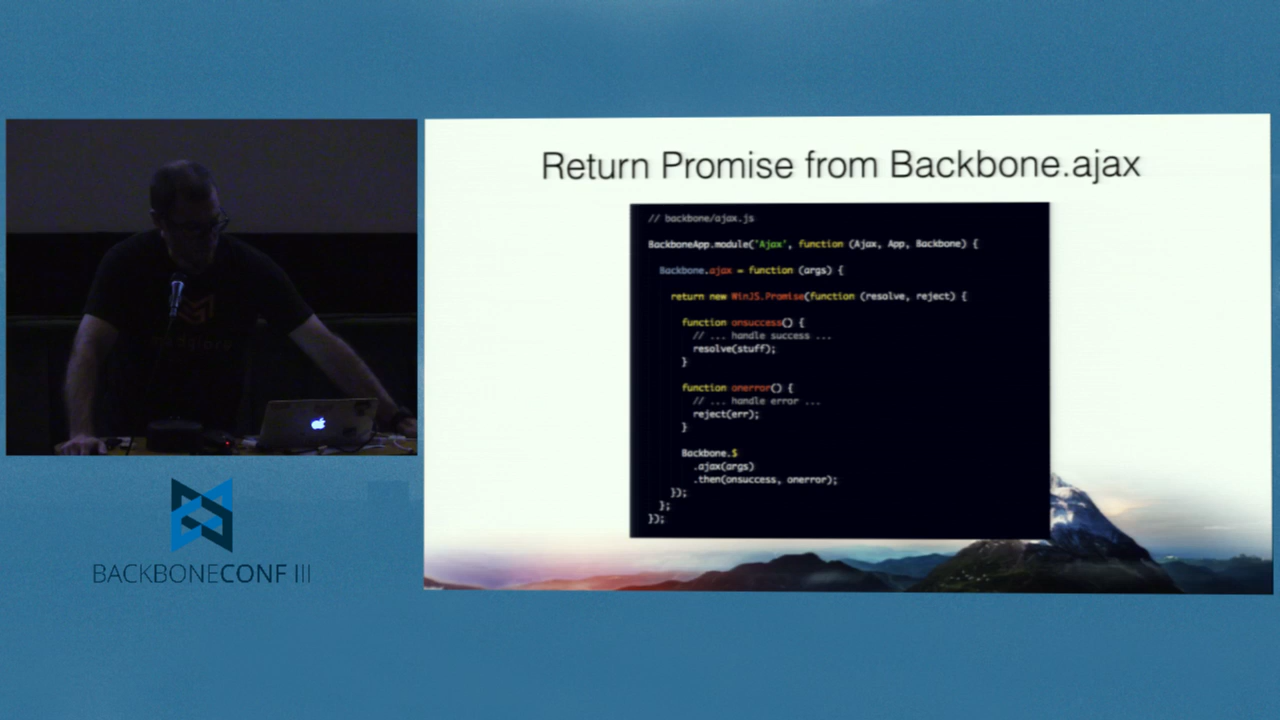 Return Promise from Backbone.ajax
// backbone/ajax.js
BackboneApp.module('Ajax', function (Ajax, App, Backbone) {
Backbone.ajax = function (args) {
return new WinJS.Promise(function (resolve, reject) {
function onsuccess() {
// ... handle success ...
resolve(stuff);
}
function onerror() {
// ... handle error ...
reject(err);
}
Backbone.$
.ajax(args)
.then(onsuccess, onerror);
});
};
});
BACKBONECONF III